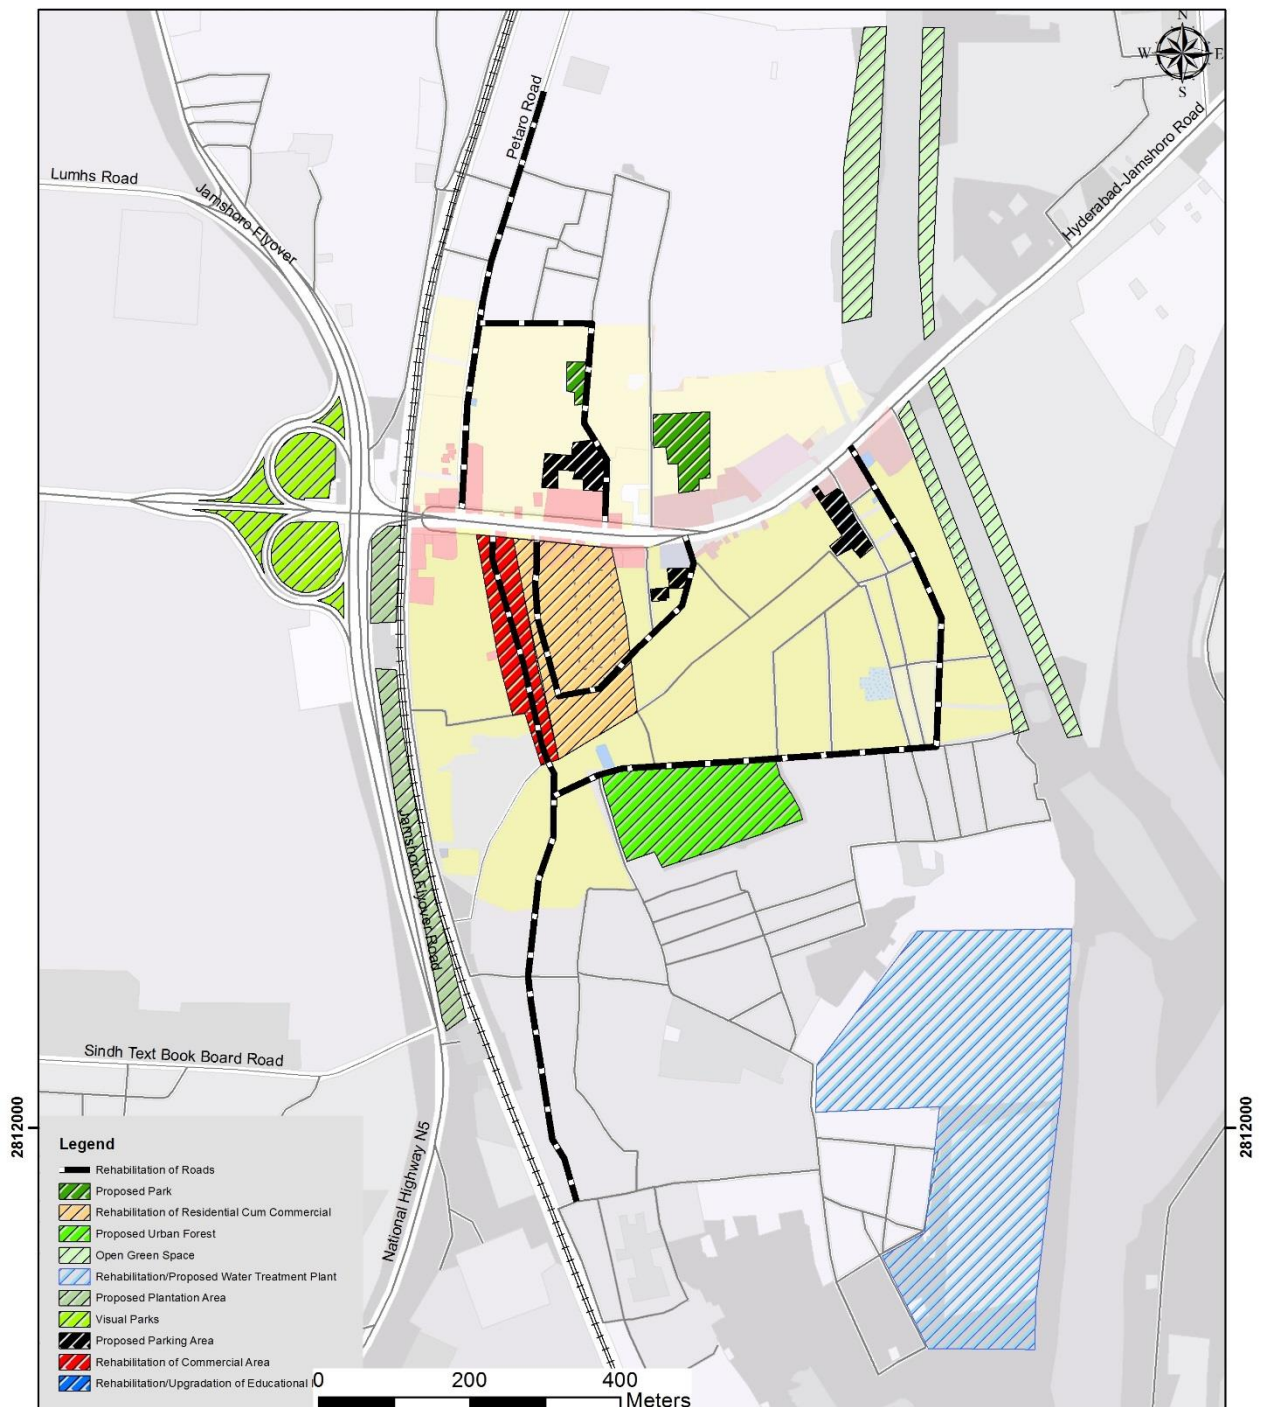 N
W E
S
Petaro Road
Lumhs Road
Jamshoro Flyover
Hyderabad-Jamshoro Road
Jamshoro Flyover Road
Sindh Text Book Board Road
National Highway N5
2812000
2812000
Legend
Rehabilitation of Roads
Proposed Park
Rehabilitation of Residential Cum Commercial
Proposed Urban Forest
Open Green Space
Rehabilitation/Proposed Water Treatment Plant
Proposed Plantation Area
Visual Parks
Proposed Parking Area
Rehabilitation of Commercial Area
Rehabilitation/Upgradation of Educational
0 200 400
Meters